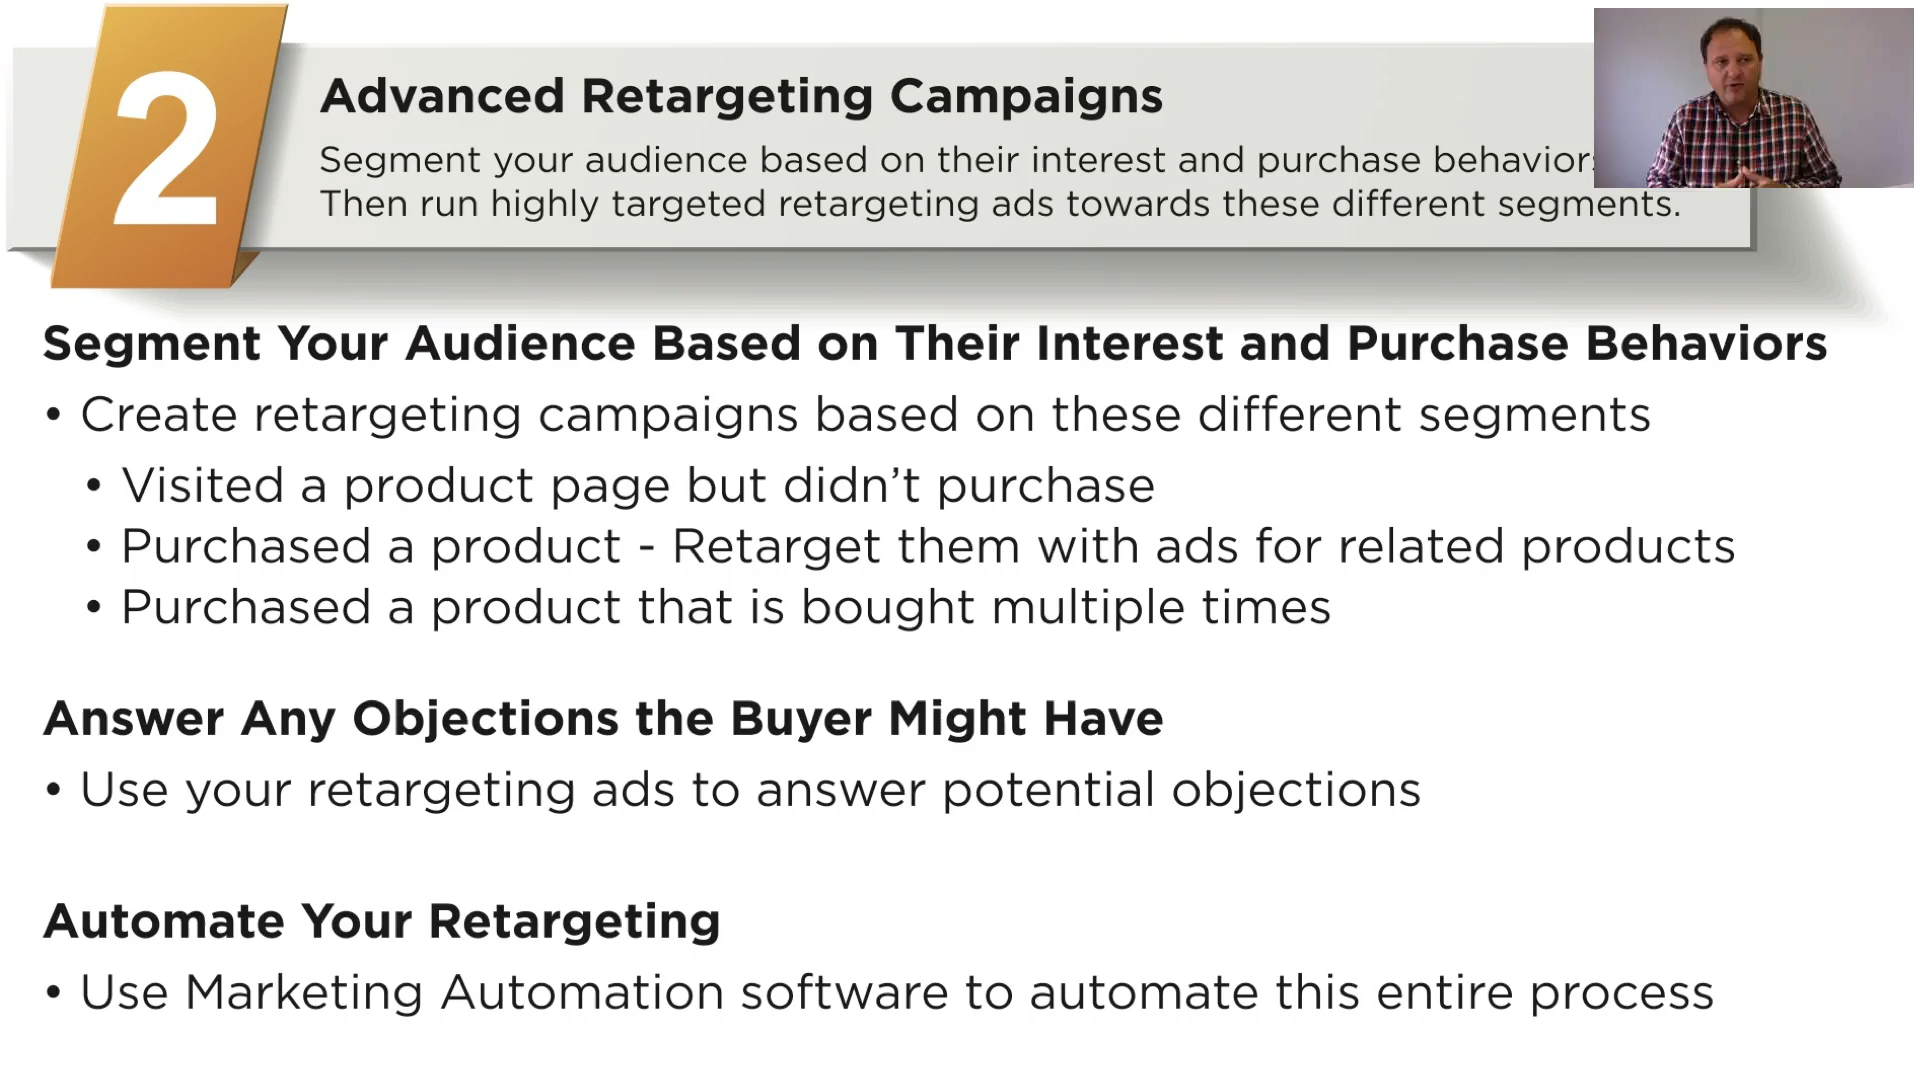 2
Advanced Retargeting Campaigns
Segment your audience based on their interest and purchase behaviors
Then run highly targeted retargeting ads towards these different segments.
Segment Your Audience Based on Their Interest and Purchase Behaviors
• Create retargeting campaigns based on these different segments
• Visited a product page but didn’t purchase
• Purchased a product - Retarget them with ads for related products
• Purchased a product that is bought multiple times
Answer Any Objections the Buyer Might Have
• Use your retargeting ads to answer potential objections
Automate Your Retargeting
• Use Marketing Automation software to automate this entire process